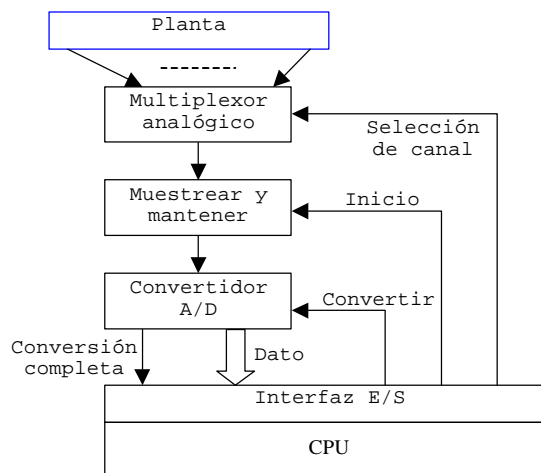 Planta
Multiplexor
analógico
Selección
de canal
Muestrear y
mantener
Inicio
Convertidor
A/D
Convertir
Conversión
completa
Dato
Interfaz E/S
CPU